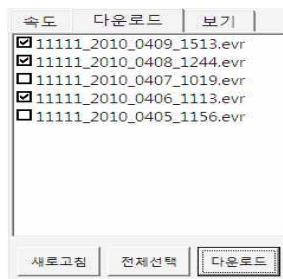 속도 다운로드 보기
11111_2010_0409_1513.evr
11111_2010_0408_1244.evr
11111_2010_0407_1019.evr
11111_2010_0406_1113.evr
11111_2010_0405_1156.evr
새로고침 전체선택 다운로드